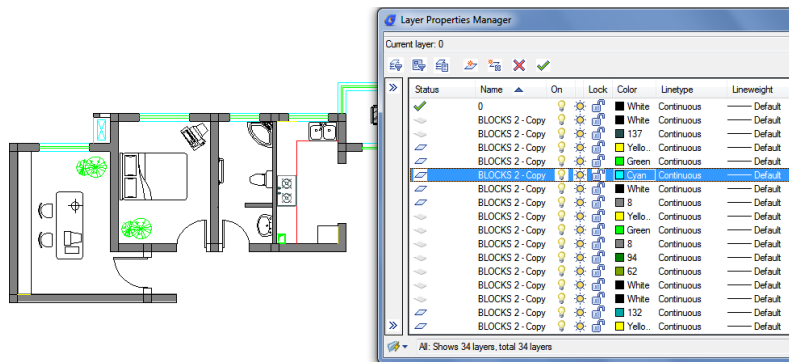 Layer Properties Manager
Current layer: 0
Status Name On Lock Color Linetype Lineweight
0 White Continuous Default
BLOCKS 2 - Copy White Continuous Default
BLOCKS 2 - Copy 137 Continuous Default
BLOCKS 2 - Copy Yello... Continuous Default
BLOCKS 2 - Copy Green Continuous Default
BLOCKS 2 - Copy Cyan Continuous Default
BLOCKS 2 - Copy White Continuous Default
BLOCKS 2 - Copy 8 Continuous Default
BLOCKS 2 - Copy Yello... Continuous Default
BLOCKS 2 - Copy Green Continuous Default
BLOCKS 2 - Copy 8 Continuous Default
BLOCKS 2 - Copy 94 Continuous Default
BLOCKS 2 - Copy 62 Continuous Default
BLOCKS 2 - Copy White Continuous Default
BLOCKS 2 - Copy White Continuous Default
BLOCKS 2 - Copy 132 Continuous Default
BLOCKS 2 - Copy Yello... Continuous Default
All: Shows 34 layers, total 34 layers